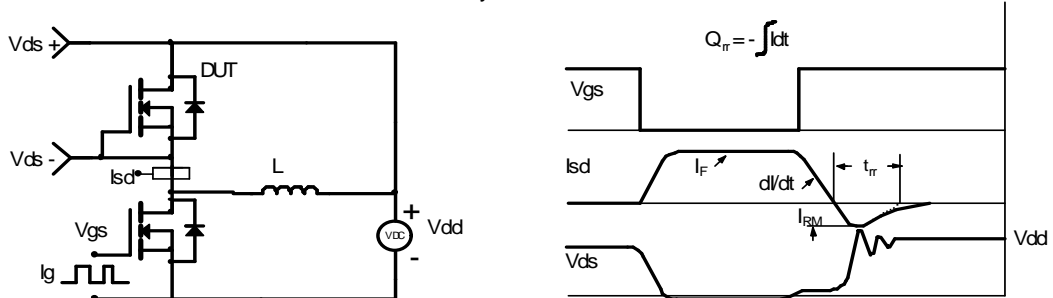 Vds +
DUT
Vds -
Isd
L
Vgs
Ig
VDC
+
-
Vdd
Qrr = - ∫Idt
Vgs
Isd
IF
dI/dt
trr
IRM
Vdd
Vds